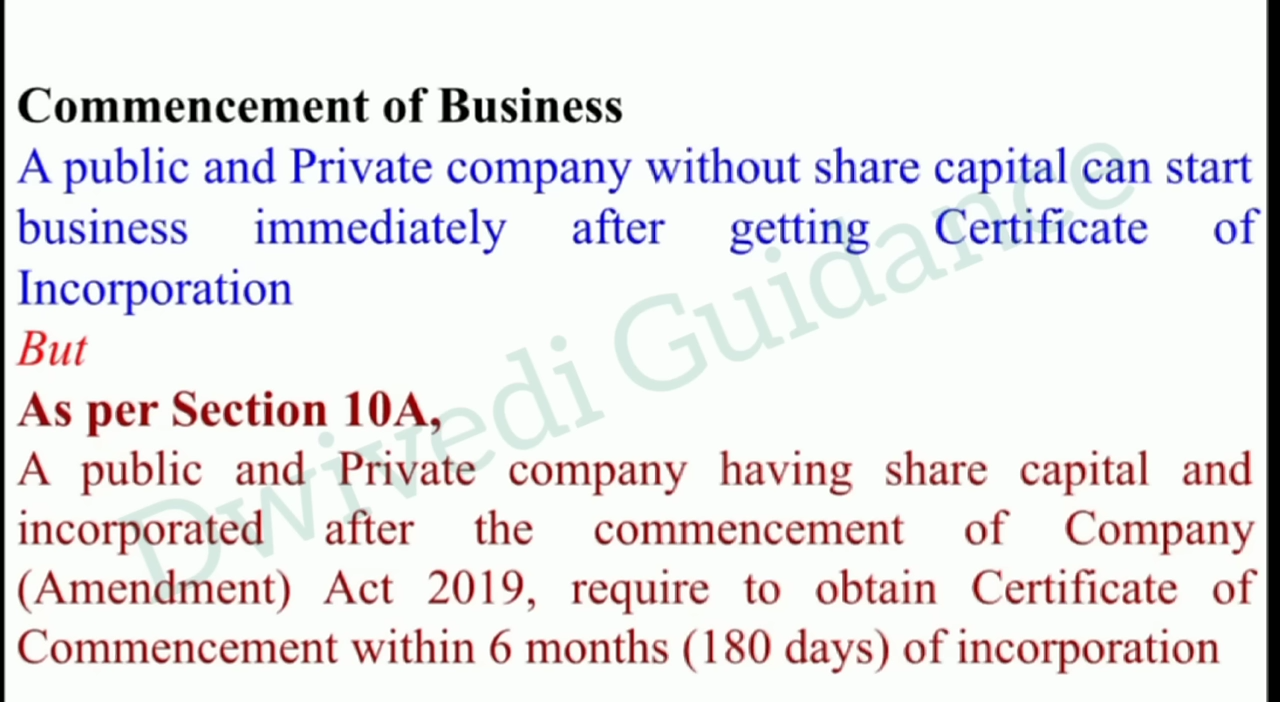 Commencement of Business
A public and Private company without share capital can start
business immediately after getting Certificate of
Incorporation
But
As per Section 10A,
A public and Private company having share capital and
incorporated after the commencement of Company
(Amendment) Act 2019, require to obtain Certificate of
Commencement within 6 months (180 days) of incorporation
Dwivedi Guidance